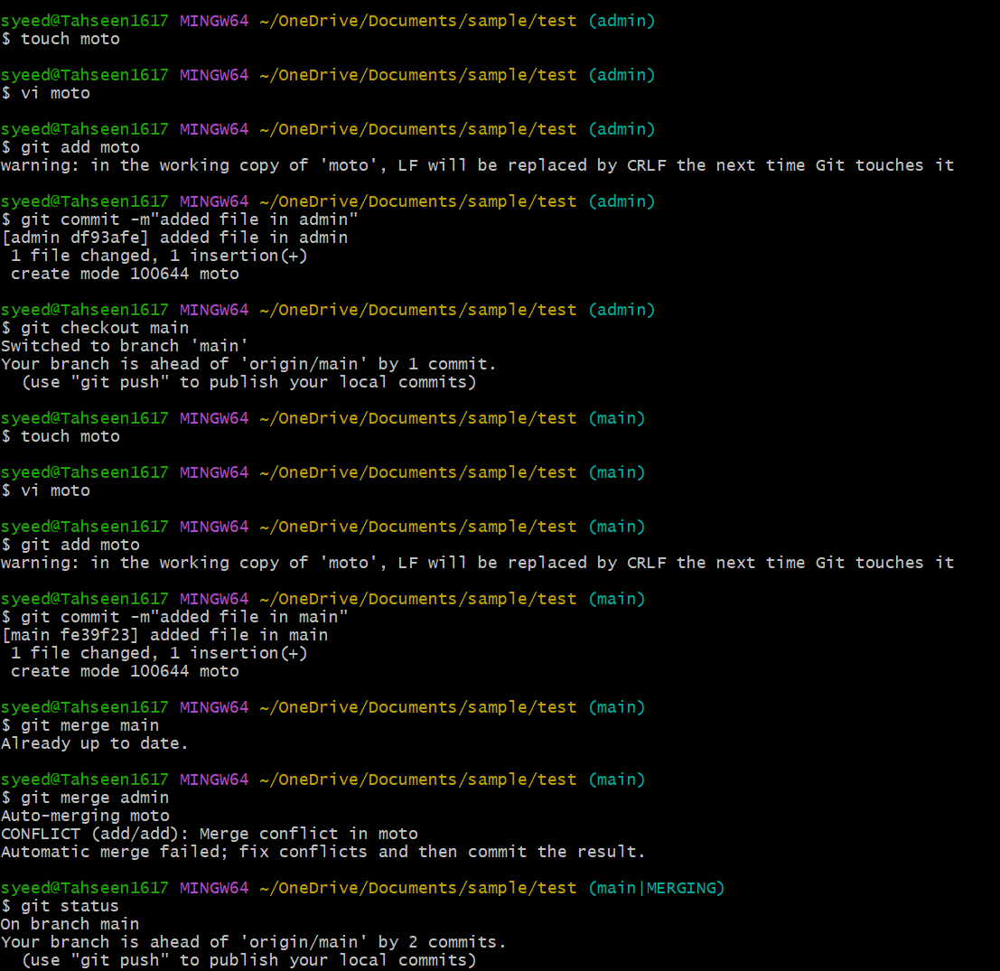 syeed@Tahseen1617 MINGW64 ~/OneDrive/Documents/sample/test (admin)
$ touch moto
syeed@Tahseen1617 MINGW64 ~/OneDrive/Documents/sample/test (admin)
$ vi moto
syeed@Tahseen1617 MINGW64 ~/OneDrive/Documents/sample/test (admin)
$ git add moto
warning: in the working copy of 'moto', LF will be replaced by CRLF the next time Git touches it
syeed@Tahseen1617 MINGW64 ~/OneDrive/Documents/sample/test (admin)
$ git commit -m"added file in admin"
[admin df93afe] added file in admin
 1 file changed, 1 insertion(+)
 create mode 100644 moto
syeed@Tahseen1617 MINGW64 ~/OneDrive/Documents/sample/test (admin)
$ git checkout main
Switched to branch 'main'
Your branch is ahead of 'origin/main' by 1 commit.
  (use "git push" to publish your local commits)
syeed@Tahseen1617 MINGW64 ~/OneDrive/Documents/sample/test (main)
$ touch moto
syeed@Tahseen1617 MINGW64 ~/OneDrive/Documents/sample/test (main)
$ vi moto
syeed@Tahseen1617 MINGW64 ~/OneDrive/Documents/sample/test (main)
$ git add moto
warning: in the working copy of 'moto', LF will be replaced by CRLF the next time Git touches it
syeed@Tahseen1617 MINGW64 ~/OneDrive/Documents/sample/test (main)
$ git commit -m"added file in main"
[main fe39f23] added file in main
 1 file changed, 1 insertion(+)
 create mode 100644 moto
syeed@Tahseen1617 MINGW64 ~/OneDrive/Documents/sample/test (main)
$ git merge main
Already up to date.
syeed@Tahseen1617 MINGW64 ~/OneDrive/Documents/sample/test (main)
$ git merge admin
Auto-merging moto
CONFLICT (add/add): Merge conflict in moto
Automatic merge failed; fix conflicts and then commit the result.
syeed@Tahseen1617 MINGW64 ~/OneDrive/Documents/sample/test (main|MERGING)
$ git status
On branch main
Your branch is ahead of 'origin/main' by 2 commits.
  (use "git push" to publish your local commits)